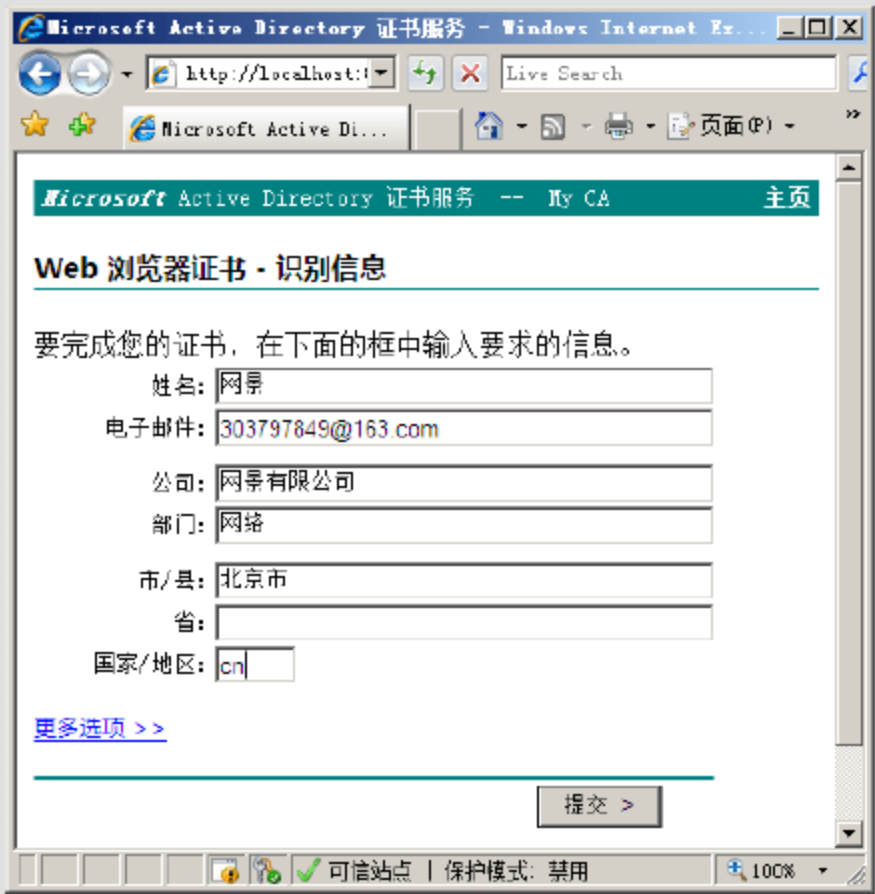 Microsoft Active Directory 证书服务 - Windows Internet Ex...
http://localhost:
Live Search
Microsoft Active Di...
页面(P)
»
Microsoft Active Directory 证书服务 -- My CA 主页
Web 浏览器证书 - 识别信息
要完成您的证书，在下面的框中输入要求的信息。
姓名: 网景
电子邮件: 303797849@163.com
公司: 网景有限公司
部门: 网络
市/县: 北京市
省:
国家/地区: cn
更多选项 >>
提交 >
可信站点 | 保护模式: 禁用
100%